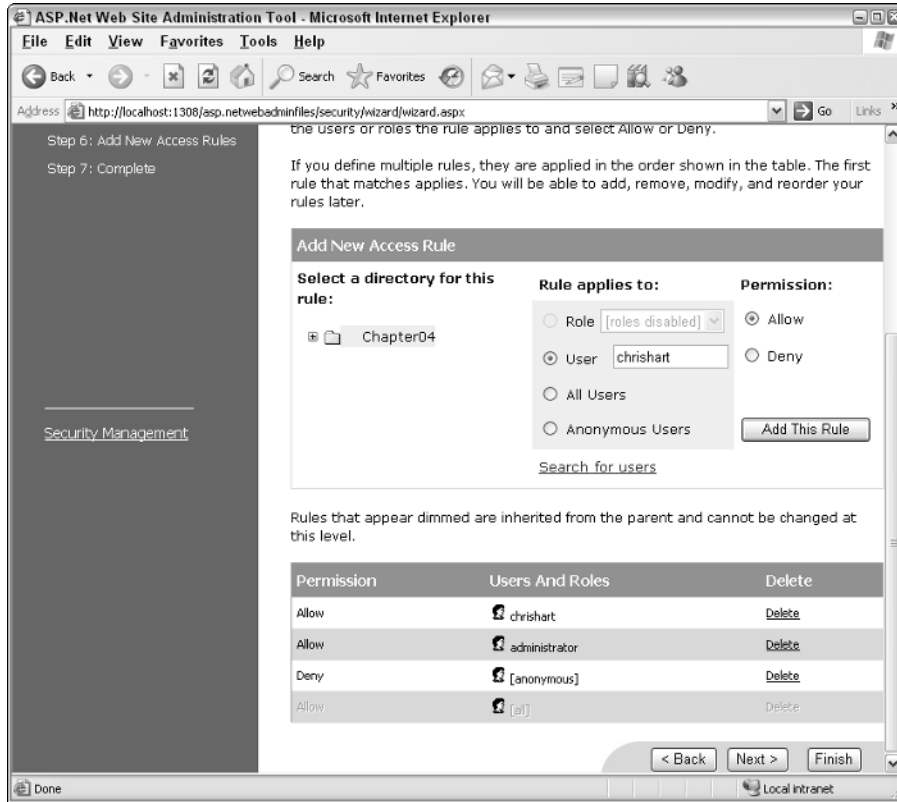 ASP.Net Web Site Administration Tool - Microsoft Internet Explorer
File Edit View Favorites Tools Help
Back Search Favorites
Address http://localhost:1308/asp.netwebadminfiles/security/wizard/wizard.aspx Go Links »
Step 6: Add New Access Rules
Step 7: Complete
Security Management
the users or roles the rule applies to and select Allow or Deny.
If you define multiple rules, they are applied in the order shown in the table. The first
rule that matches applies. You will be able to add, remove, modify, and reorder your
rules later.
Add New Access Rule
Select a directory for this
rule:
Chapter04
Rule applies to:
Role [roles disabled]
User chrishart
All Users
Anonymous Users
Search for users
Permission:
Allow
Deny
Add This Rule
Rules that appear dimmed are inherited from the parent and cannot be changed at
this level.
Permission Users And Roles Delete
Allow chrishart Delete
Allow administrator Delete
Deny [anonymous] Delete
Allow [all] Delete
< Back Next > Finish
Done Local intranet